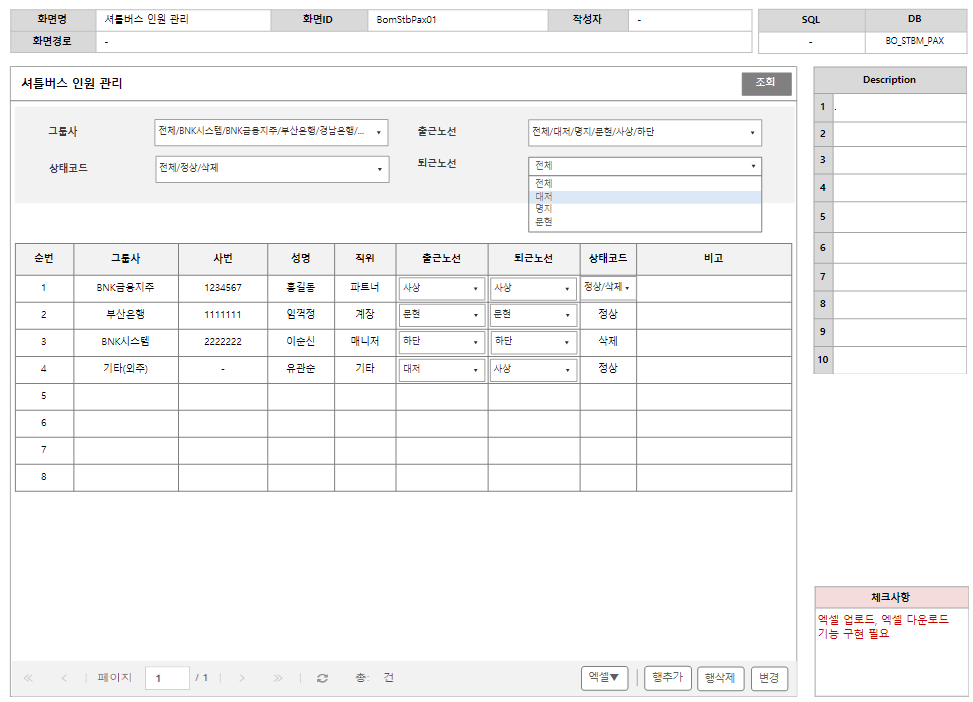 화면명 셔틀버스 인원 관리 화면ID BomStbPax01 작성자 - SQL DB
화면경로 - - BO_STBM_PAX
셔틀버스 인원 관리 조회
그룹사 전체/BNK시스템/BNK금융지주/부산은행/경남은행/... 출근노선 전체/대저/명지/문현/사상/하단
상태코드 전체/정상/삭제 퇴근노선 전체
전체
대저
명지
문현
순번 그룹사 사번 성명 직위 출근노선 퇴근노선 상태코드 비고
1 BNK금융지주 1234567 홍길동 파트너 사상 사상 정상/삭제
2 부산은행 1111111 임꺽정 계장 문현 문현 정상
3 BNK시스템 2222222 이순신 매니저 하단 하단 삭제
4 기타(외주) - 유관순 기타 대저 사상 정상
5
6
7
8
페이지 1 / 1 총: 건 엑셀▼ 행추가 행삭제 변경
Description
1 .
2
3
4
5
6
7
8
9
10
체크사항
엑셀 업로드, 엑셀 다운로드
기능 구현 필요